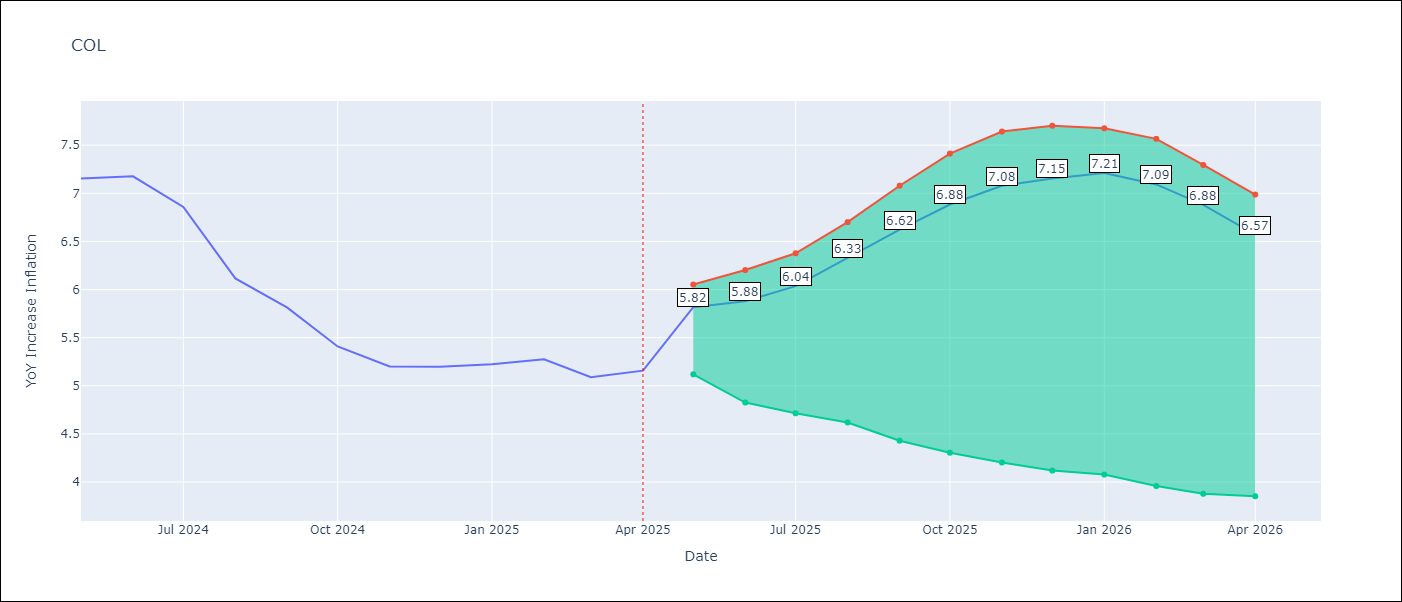 COL
YoY Increase Inflation
7.5
7
6.5
6
5.5
5
4.5
4
5.82
5.88
6.04
6.33
6.62
6.88
7.08
7.15
7.21
7.09
6.88
6.57
Jul 2024
Oct 2024
Jan 2025
Apr 2025
Jul 2025
Oct 2025
Jan 2026
Apr 2026
Date